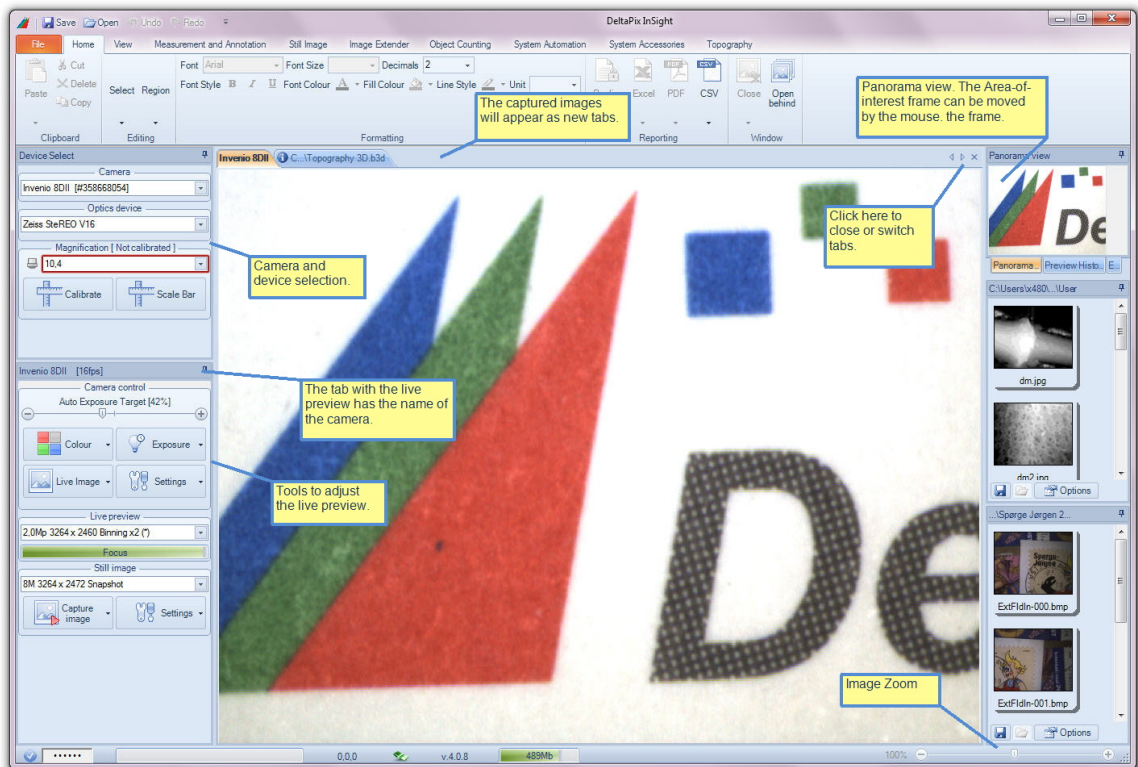 Save Open Undo Redo
DeltaPix InSight
File Home View Measurement and Annotation Still Image Image Extender Object Counting System Automation System Accessories Topography
Paste
Cut
Delete
Copy
Clipboard
Select Region
Editing
Font Arial Font Size Decimals 2
Font Style B I U Font Colour A Fill Colour Line Style Unit
Formatting
Excel PDF CSV
Reporting
Close Open behind
Window
The captured images
will appear as new tabs.
Panorama view. The Area-of-
interest frame can be moved
by the mouse. the frame.
Device Select
Camera
Invenio 8DII [#358668054]
Optics device
Zeiss SteREO V16
Magnification [ Not calibrated ]
10,4
Calibrate Scale Bar
Camera and
device selection.
Invenio 8DII C...\Topography 3D.b3d
Click here to
close or switch
tabs.
De
Invenio 8DII [16fps]
Camera control
Auto Exposure Target [42%]
Colour Exposure
Live Image Settings
The tab with the live
preview has the name of
the camera.
Tools to adjust
the live preview.
Live preview
2,0Mp 3264 x 2460 Binning x2 (*)
Focus
Still image
8M 3264 x 2472 Snapshot
Capture
image
Settings
Panorama view
De
Panorama... Preview Histo... E...
C:\Users\x480\...\User
dm.jpg
dm2.jpg
Options
...\Spørge Jørgen 2...
Spørge
Jørgen
ExtFldIn-000.bmp
ExtFldIn-001.bmp
Options
Image Zoom
0,0,0 v.4.0.8 489Mb 100%